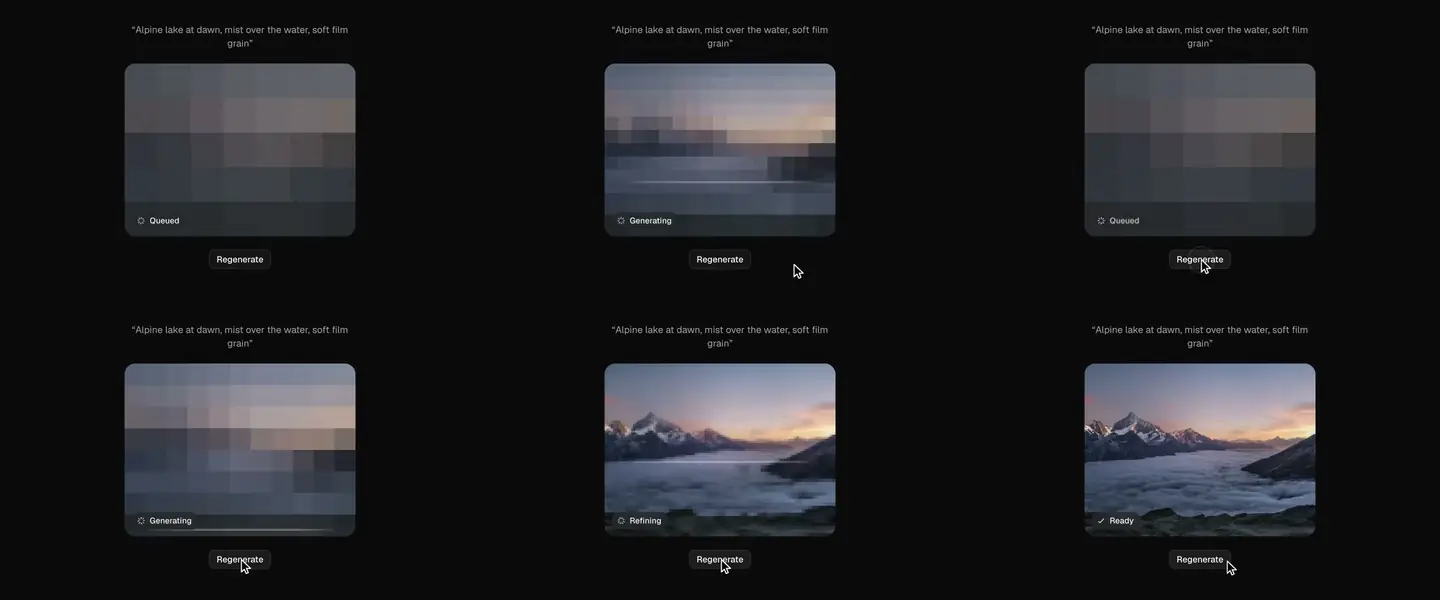 “Alpine lake at dawn, mist over the water, soft film
grain”
Queued
Regenerate
“Alpine lake at dawn, mist over the water, soft film
grain”
Generating
Regenerate
“Alpine lake at dawn, mist over the water, soft film
grain”
Queued
Regenerate
“Alpine lake at dawn, mist over the water, soft film
grain”
Generating
Regenerate
“Alpine lake at dawn, mist over the water, soft film
grain”
Refining
Regenerate
“Alpine lake at dawn, mist over the water, soft film
grain”
Ready
Regenerate